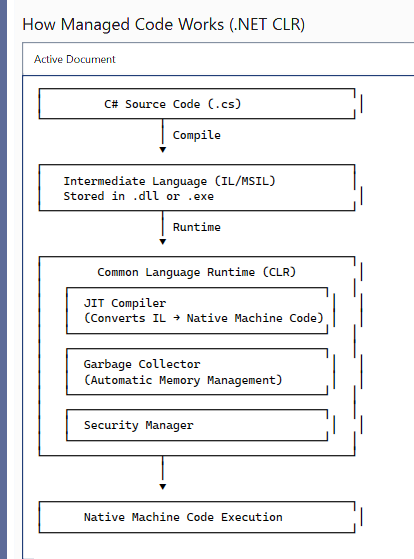 How Managed Code Works (.NET CLR)
Active Document
C# Source Code (.cs)
Compile
Intermediate Language (IL/MSIL)
Stored in .dll or .exe
Runtime
Common Language Runtime (CLR)
JIT Compiler
(Converts IL → Native Machine Code)
Garbage Collector
(Automatic Memory Management)
Security Manager
Native Machine Code Execution